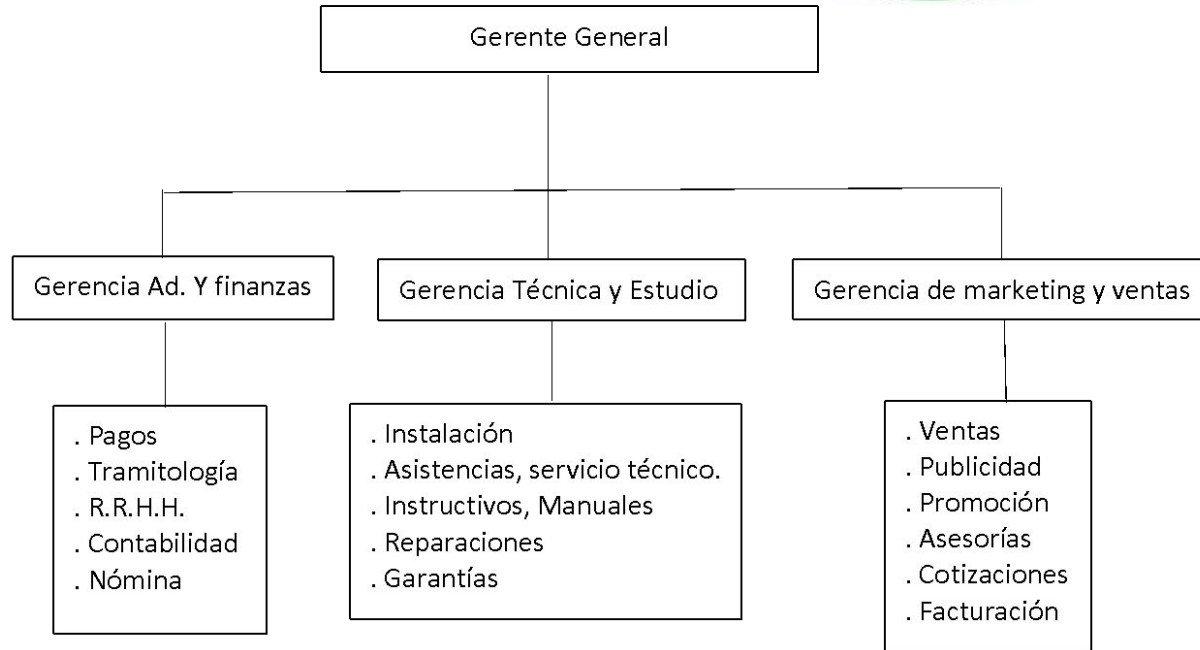 Gerente General
Gerencia Ad. Y finanzas
Gerencia Técnica y Estudio
Gerencia de marketing y ventas
. Pagos
. Tramitología
. R.R.H.H.
. Contabilidad
. Nómina
. Instalación
. Asistencias, servicio técnico.
. Instructivos, Manuales
. Reparaciones
. Garantías
. Ventas
. Publicidad
. Promoción
. Asesorías
. Cotizaciones
. Facturación